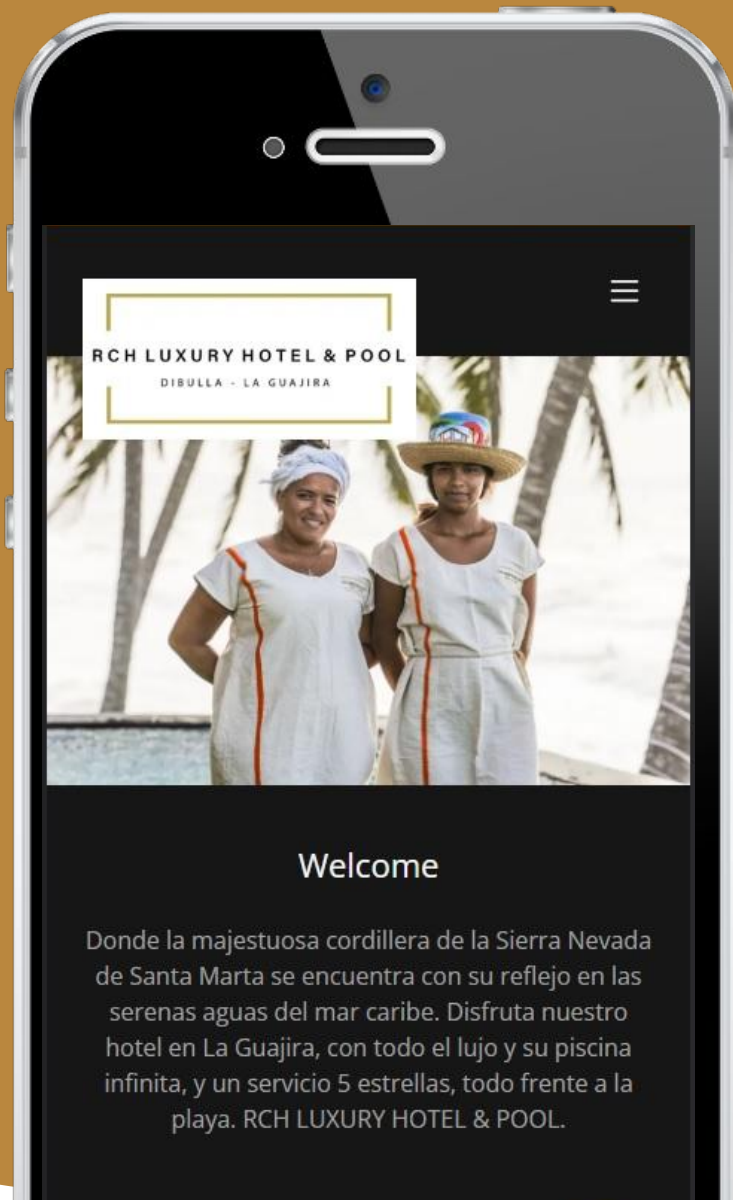 RCH LUXURY HOTEL & POOL
DIBULLA - LA GUAJIRA
Welcome
Donde la majestuosa cordillera de la Sierra Nevada
de Santa Marta se encuentra con su reflejo en las
serenas aguas del mar caribe. Disfruta nuestro
hotel en La Guajira, con todo el lujo y su piscina
infinita, y un servicio 5 estrellas, todo frente a la
playa. RCH LUXURY HOTEL & POOL.